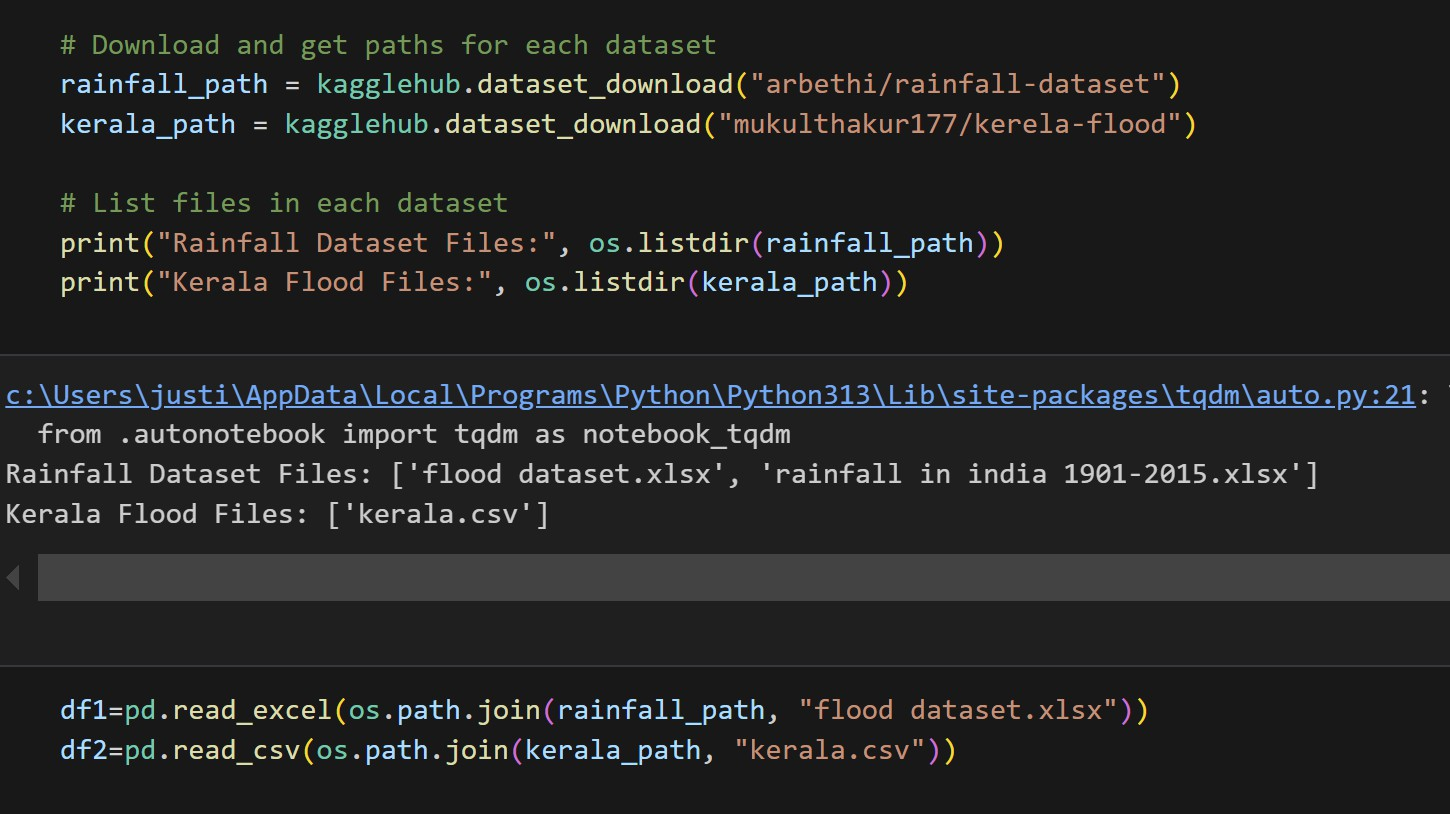 # Download and get paths for each dataset
rainfall_path = kagglehub.dataset_download("arbethi/rainfall-dataset")
kerala_path = kagglehub.dataset_download("mukulthakur177/kerela-flood")
# List files in each dataset
print("Rainfall Dataset Files:", os.listdir(rainfall_path))
print("Kerala Flood Files:", os.listdir(kerala_path))
c:\Users\justi\AppData\Local\Programs\Python\Python313\Lib\site-packages\tqdm\auto.py:21:
from .autonotebook import tqdm as notebook_tqdm
Rainfall Dataset Files: ['flood dataset.xlsx', 'rainfall in india 1901-2015.xlsx']
Kerala Flood Files: ['kerala.csv']
df1=pd.read_excel(os.path.join(rainfall_path, "flood dataset.xlsx"))
df2=pd.read_csv(os.path.join(kerala_path, "kerala.csv"))